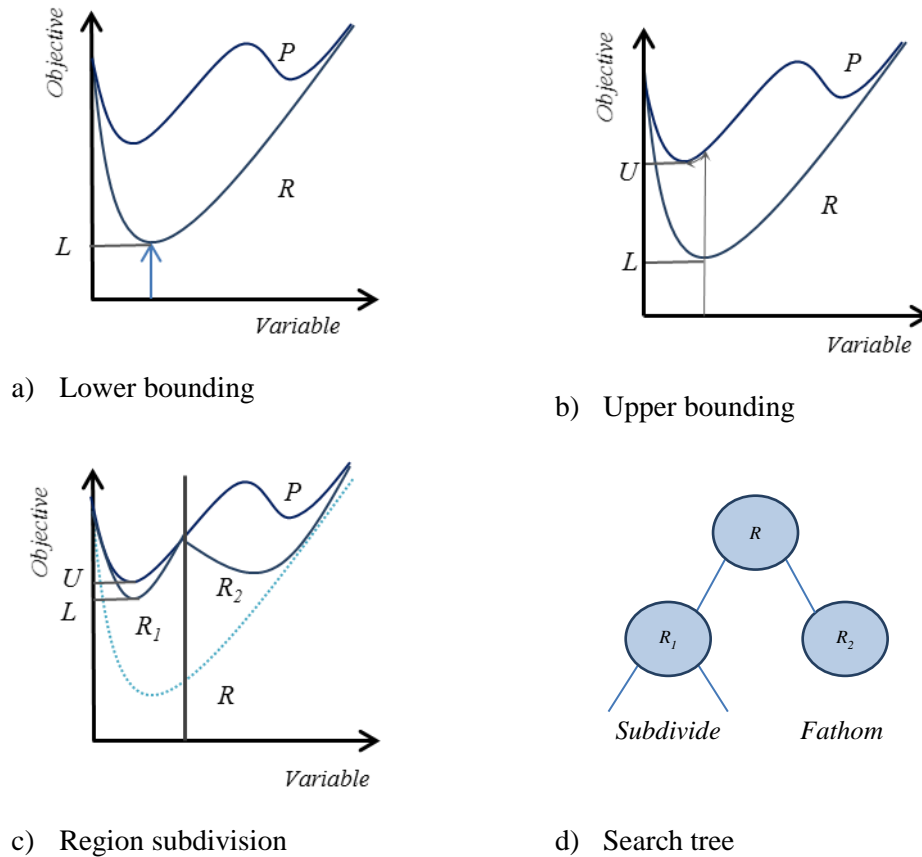 Objective
P
R
L
Variable
a) Lower bounding
Objective
P
U
R
L
Variable
b) Upper bounding
Objective
P
U
R2
L
R1
R
Variable
c) Region subdivision
R
R1
R2
Subdivide
Fathom
d) Search tree